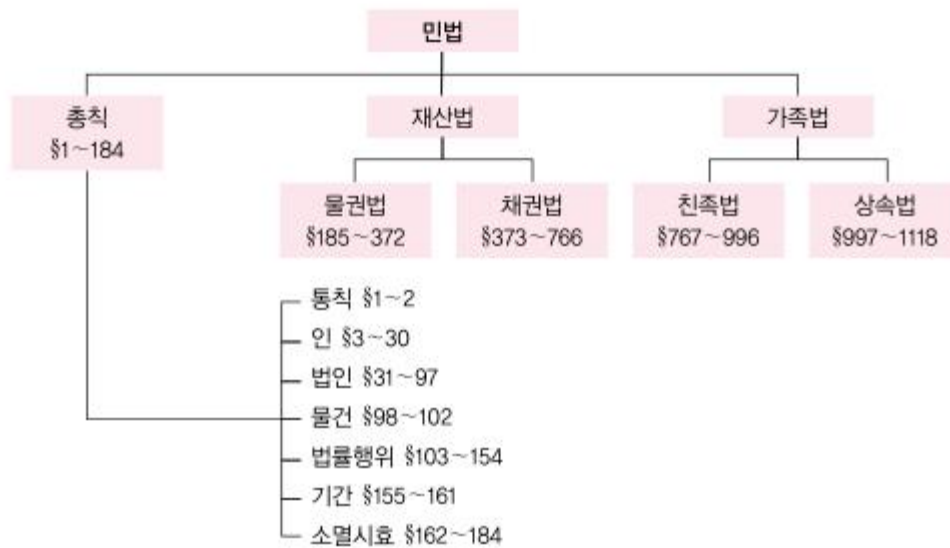 민법
총칙
§1~184
재산법
가족법
물권법
§185~372
채권법
§373~766
친족법
§767~996
상속법
§997~1118
통칙 §1~2
인 §3~30
법인 §31~97
물건 §98~102
법률행위 §103~154
기간 §155~161
소멸시효 §162~184